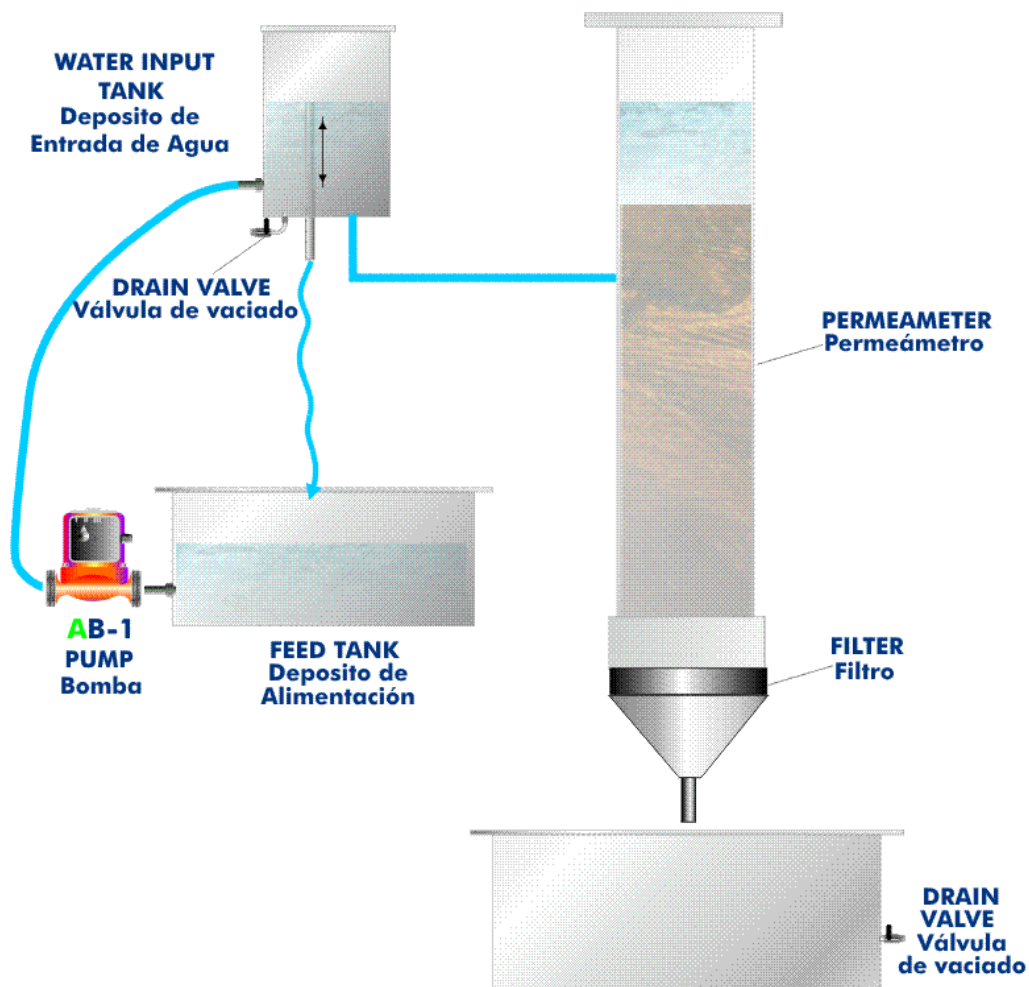 WATER INPUT
TANK
Deposito de
Entrada de Agua
DRAIN VALVE
Válvula de vaciado
PERMEAMETER
Permeámetro
AB-1
PUMP
Bomba
FEED TANK
Deposito de
Alimentación
FILTER
Filtro
DRAIN
VALVE
Válvula
de vaciado